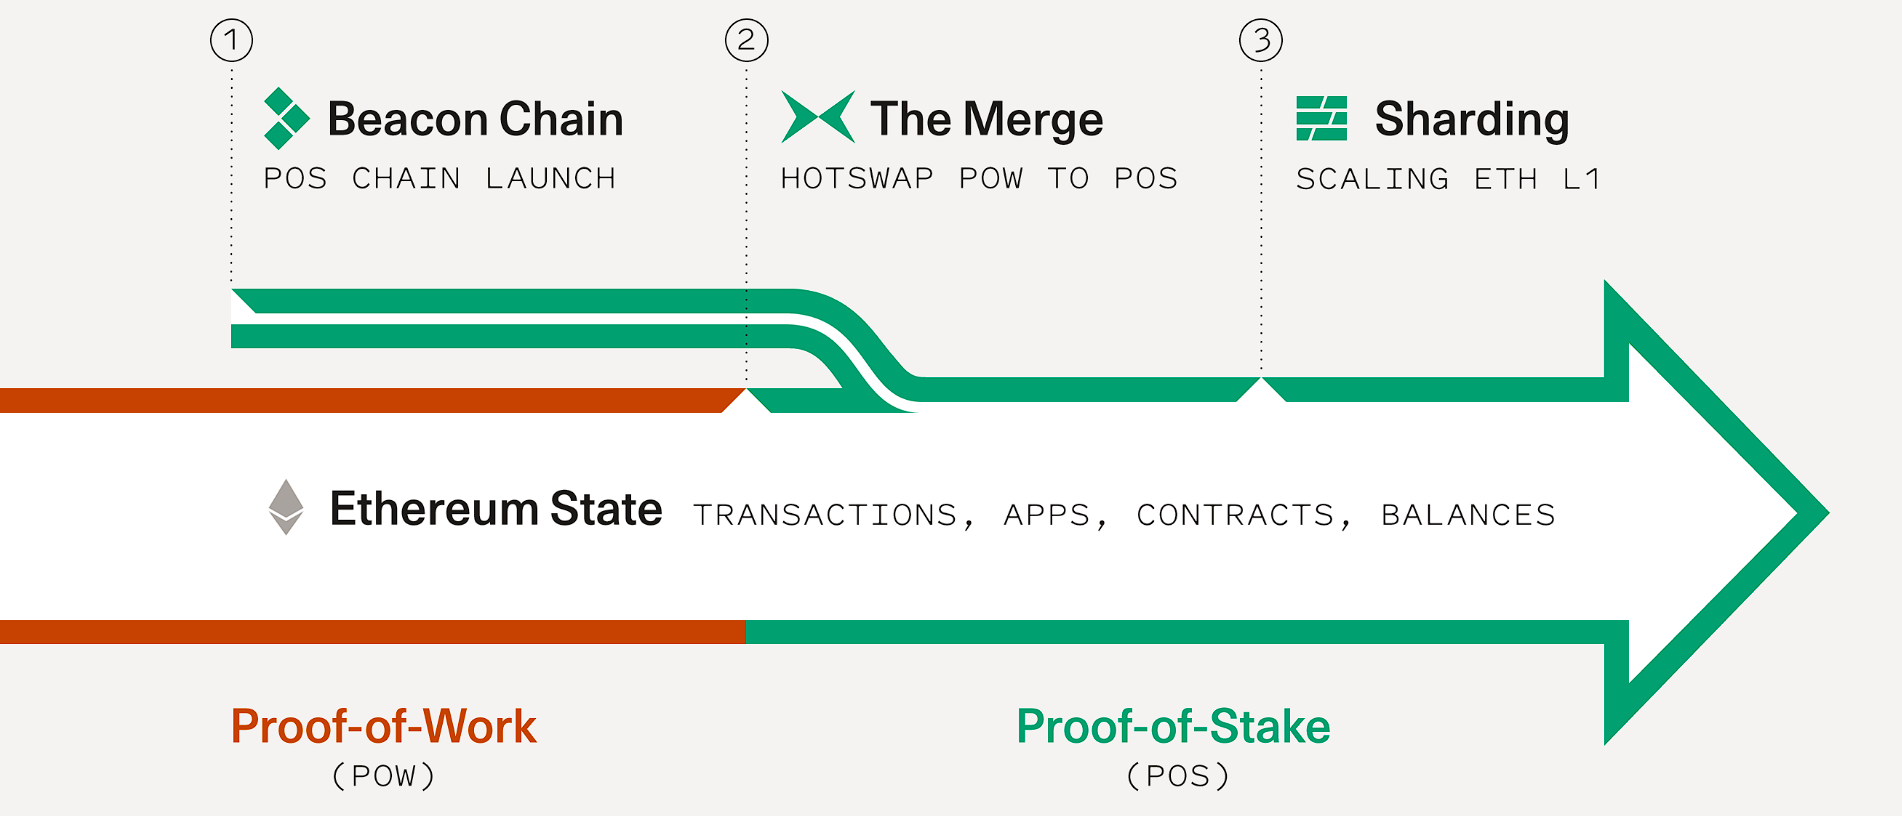 1
2
3
Beacon Chain
POS CHAIN LAUNCH
The Merge
HOTSWAP POW TO POS
Sharding
SCALING ETH L1
Ethereum State TRANSACTIONS, APPS, CONTRACTS, BALANCES
Proof-of-Work
(POW)
Proof-of-Stake
(POS)